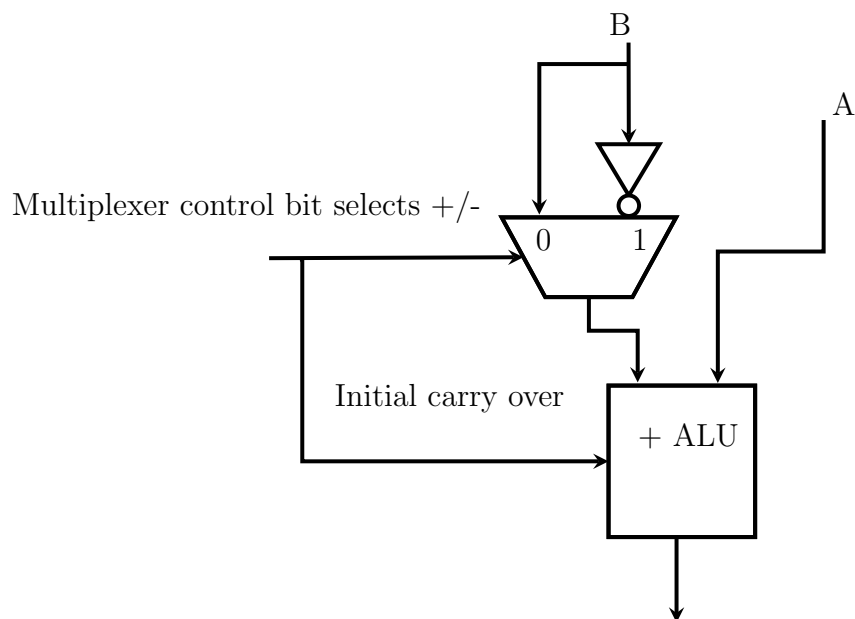 B
A
Multiplexer control bit selects +/-
0 1
Initial carry over
+ ALU